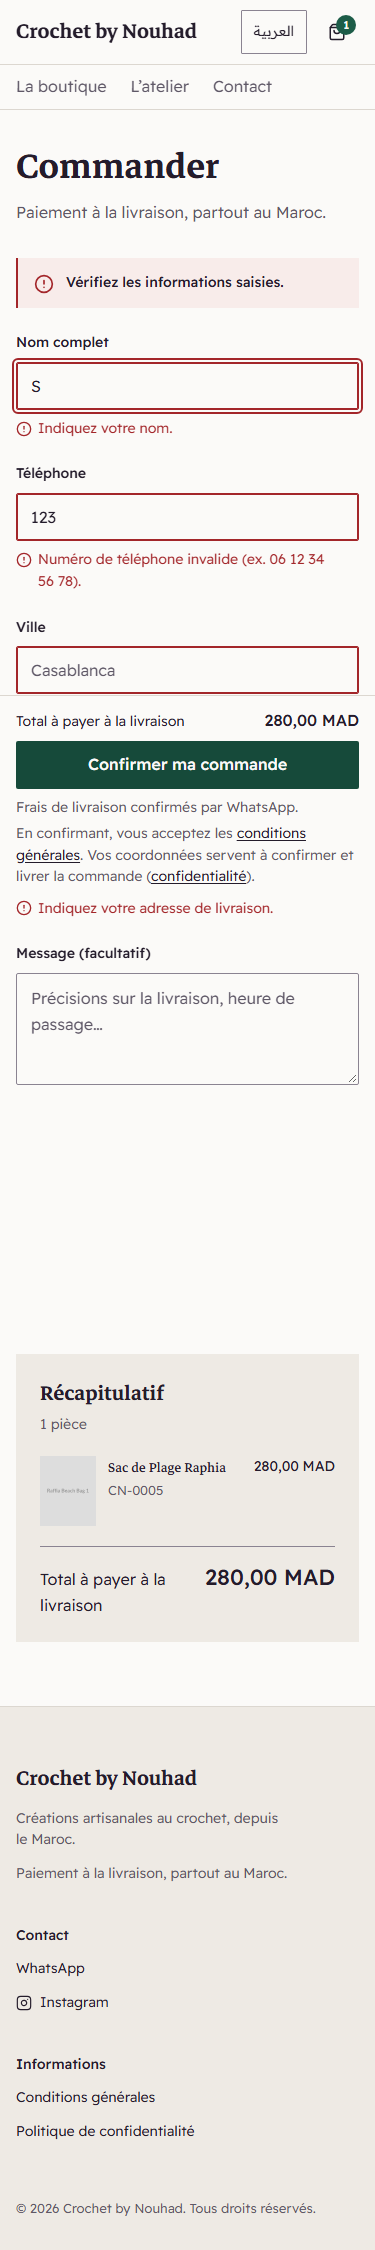 Crochet by Nouhad
العربية
1
La boutique
L’atelier
Contact
Commander
Paiement à la livraison, partout au Maroc.
Vérifiez les informations saisies.
Nom complet
S
Indiquez votre nom.
Téléphone
123
Numéro de téléphone invalide (ex. 06 12 34
56 78).
Ville
Casablanca
Total à payer à la livraison
280,00 MAD
Confirmer ma commande
Frais de livraison confirmés par WhatsApp.
En confirmant, vous acceptez les conditions
générales. Vos coordonnées servent à confirmer et
livrer la commande (confidentialité).
Indiquez votre adresse de livraison.
Message (facultatif)
Précisions sur la livraison, heure de
passage…
Récapitulatif
1 pièce
Raffia Beach Bag 1
Sac de Plage Raphia
280,00 MAD
CN-0005
Total à payer à la
livraison
280,00 MAD
Crochet by Nouhad
Créations artisanales au crochet, depuis
le Maroc.
Paiement à la livraison, partout au Maroc.
Contact
WhatsApp
Instagram
Informations
Conditions générales
Politique de confidentialité
© 2026 Crochet by Nouhad. Tous droits réservés.